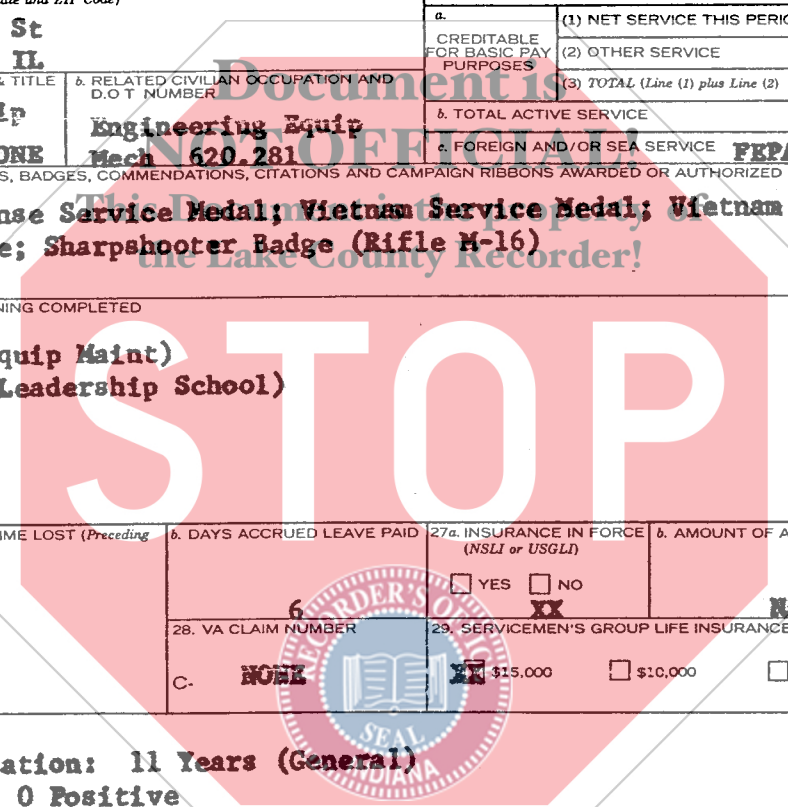 ate and ZIP Code)
St
IL
& TITLE
b. RELATED CIVILIAN OCCUPATION AND
D.O T NUMBER
Engineering Equip
Mech 620.281
ONE
a.
CREDITABLE
FOR BASIC PAY
PURPOSES
(1) NET SERVICE THIS PERIO
(2) OTHER SERVICE
(3) TOTAL (Line (1) plus Line (2)
b. TOTAL ACTIVE SERVICE
c. FOREIGN AND/OR SEA SERVICE
Document is
NOT OFFICIAL!
This Document is the property of
the Lake County Recorder!
S, BADGES, COMMENDATIONS, CITATIONS AND CAMPAIGN RIBBONS AWARDED OR AUTHORIZED
nse Service Medal; Vietnam Service Medal; Vietnam
e; Sharpshooter Badge (Rifle M-16)
NING COMPLETED
quip Maint)
Leadership School)
STOP
IME LOST (Preceding
b. DAYS ACCRUED LEAVE PAID
6
27a. INSURANCE IN FORCE
(NSLI or USGLI)
YES NO
XX
b. AMOUNT OF A
28. VA CLAIM NUMBER
C- NONE
29. SERVICEMEN'S GROUP LIFE INSURANCE
XX $15,000 $10,000
RECORDER'S OFFICE
SEAL
INDIANA
ation: 11 Years (General)
O Positive